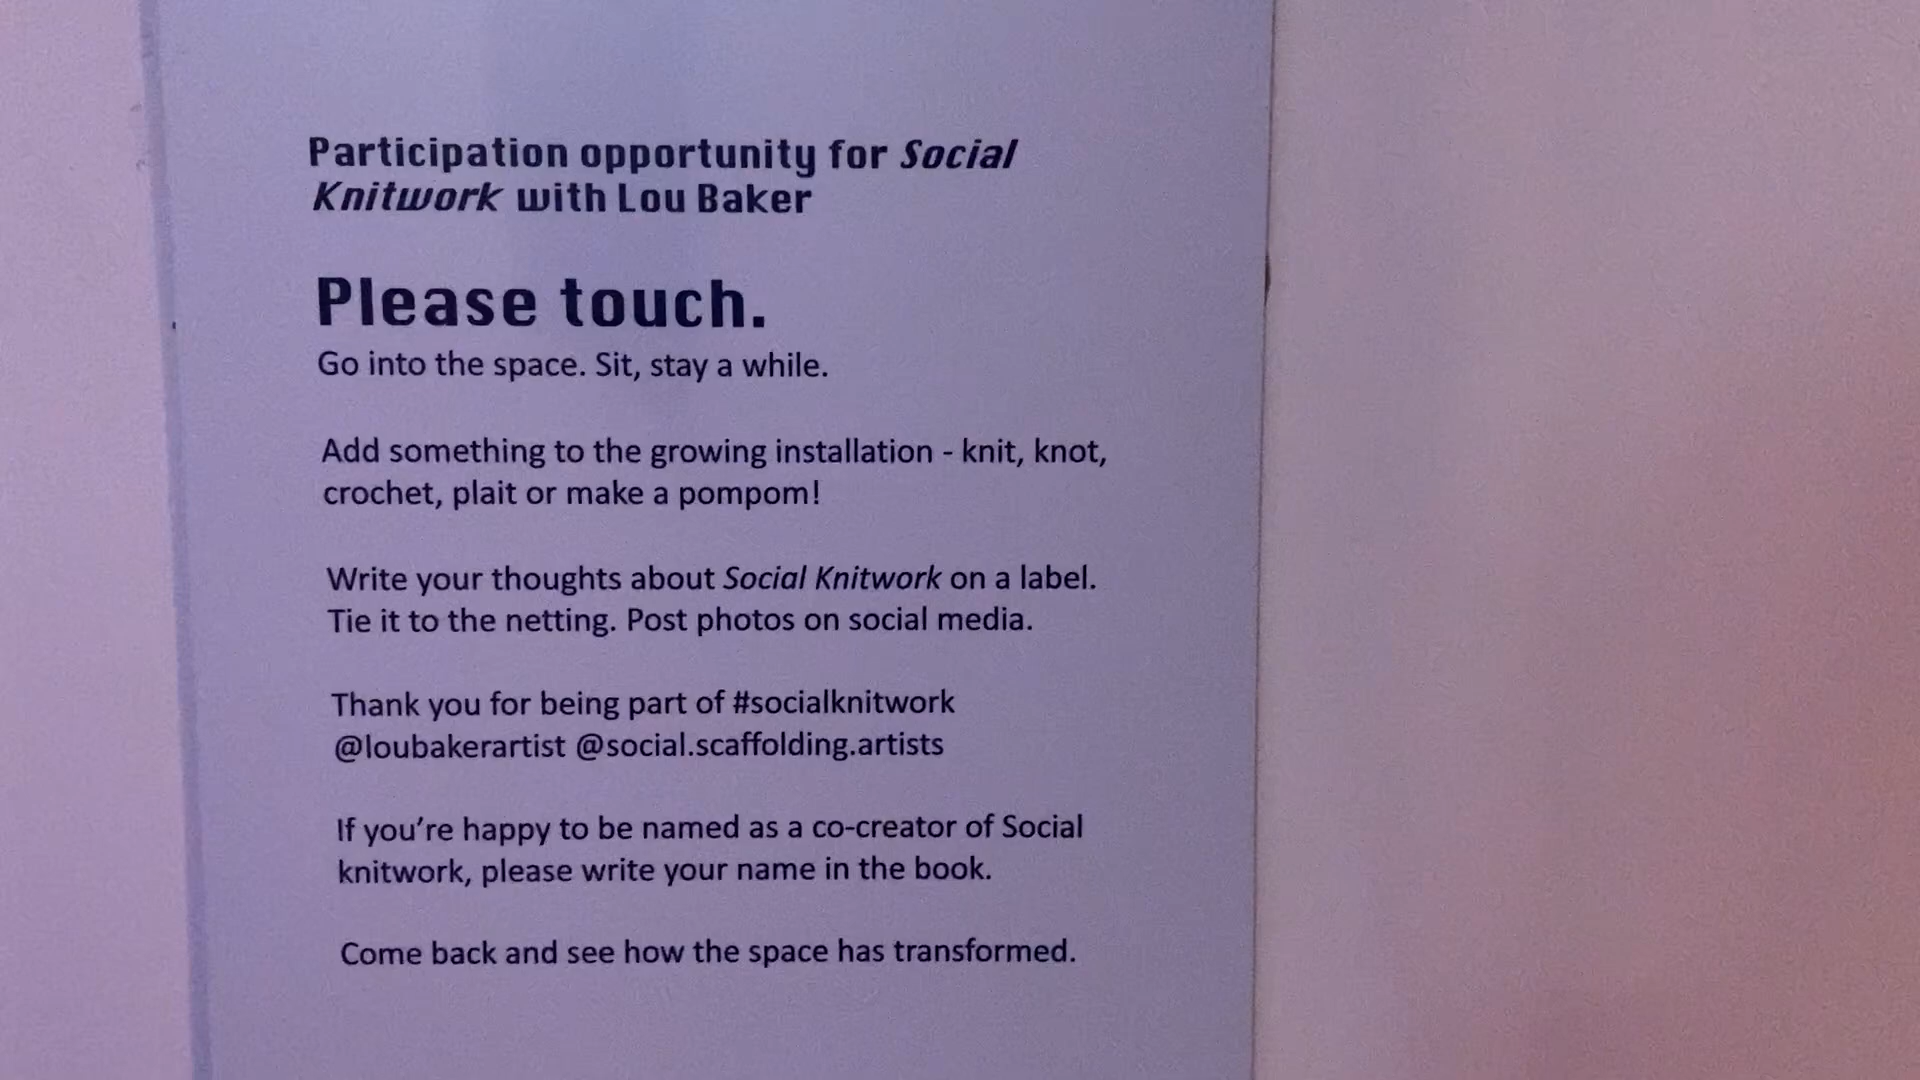 Participation opportunity for Social
Knitwork with Lou Baker
Please touch.
Go into the space. Sit, stay a while.
Add something to the growing installation - knit, knot,
crochet, plait or make a pompom!
Write your thoughts about Social Knitwork on a label.
Tie it to the netting. Post photos on social media.
Thank you for being part of #socialknitwork
@loubakerartist @social.scaffolding.artists
If you’re happy to be named as a co-creator of Social
knitwork, please write your name in the book.
Come back and see how the space has transformed.